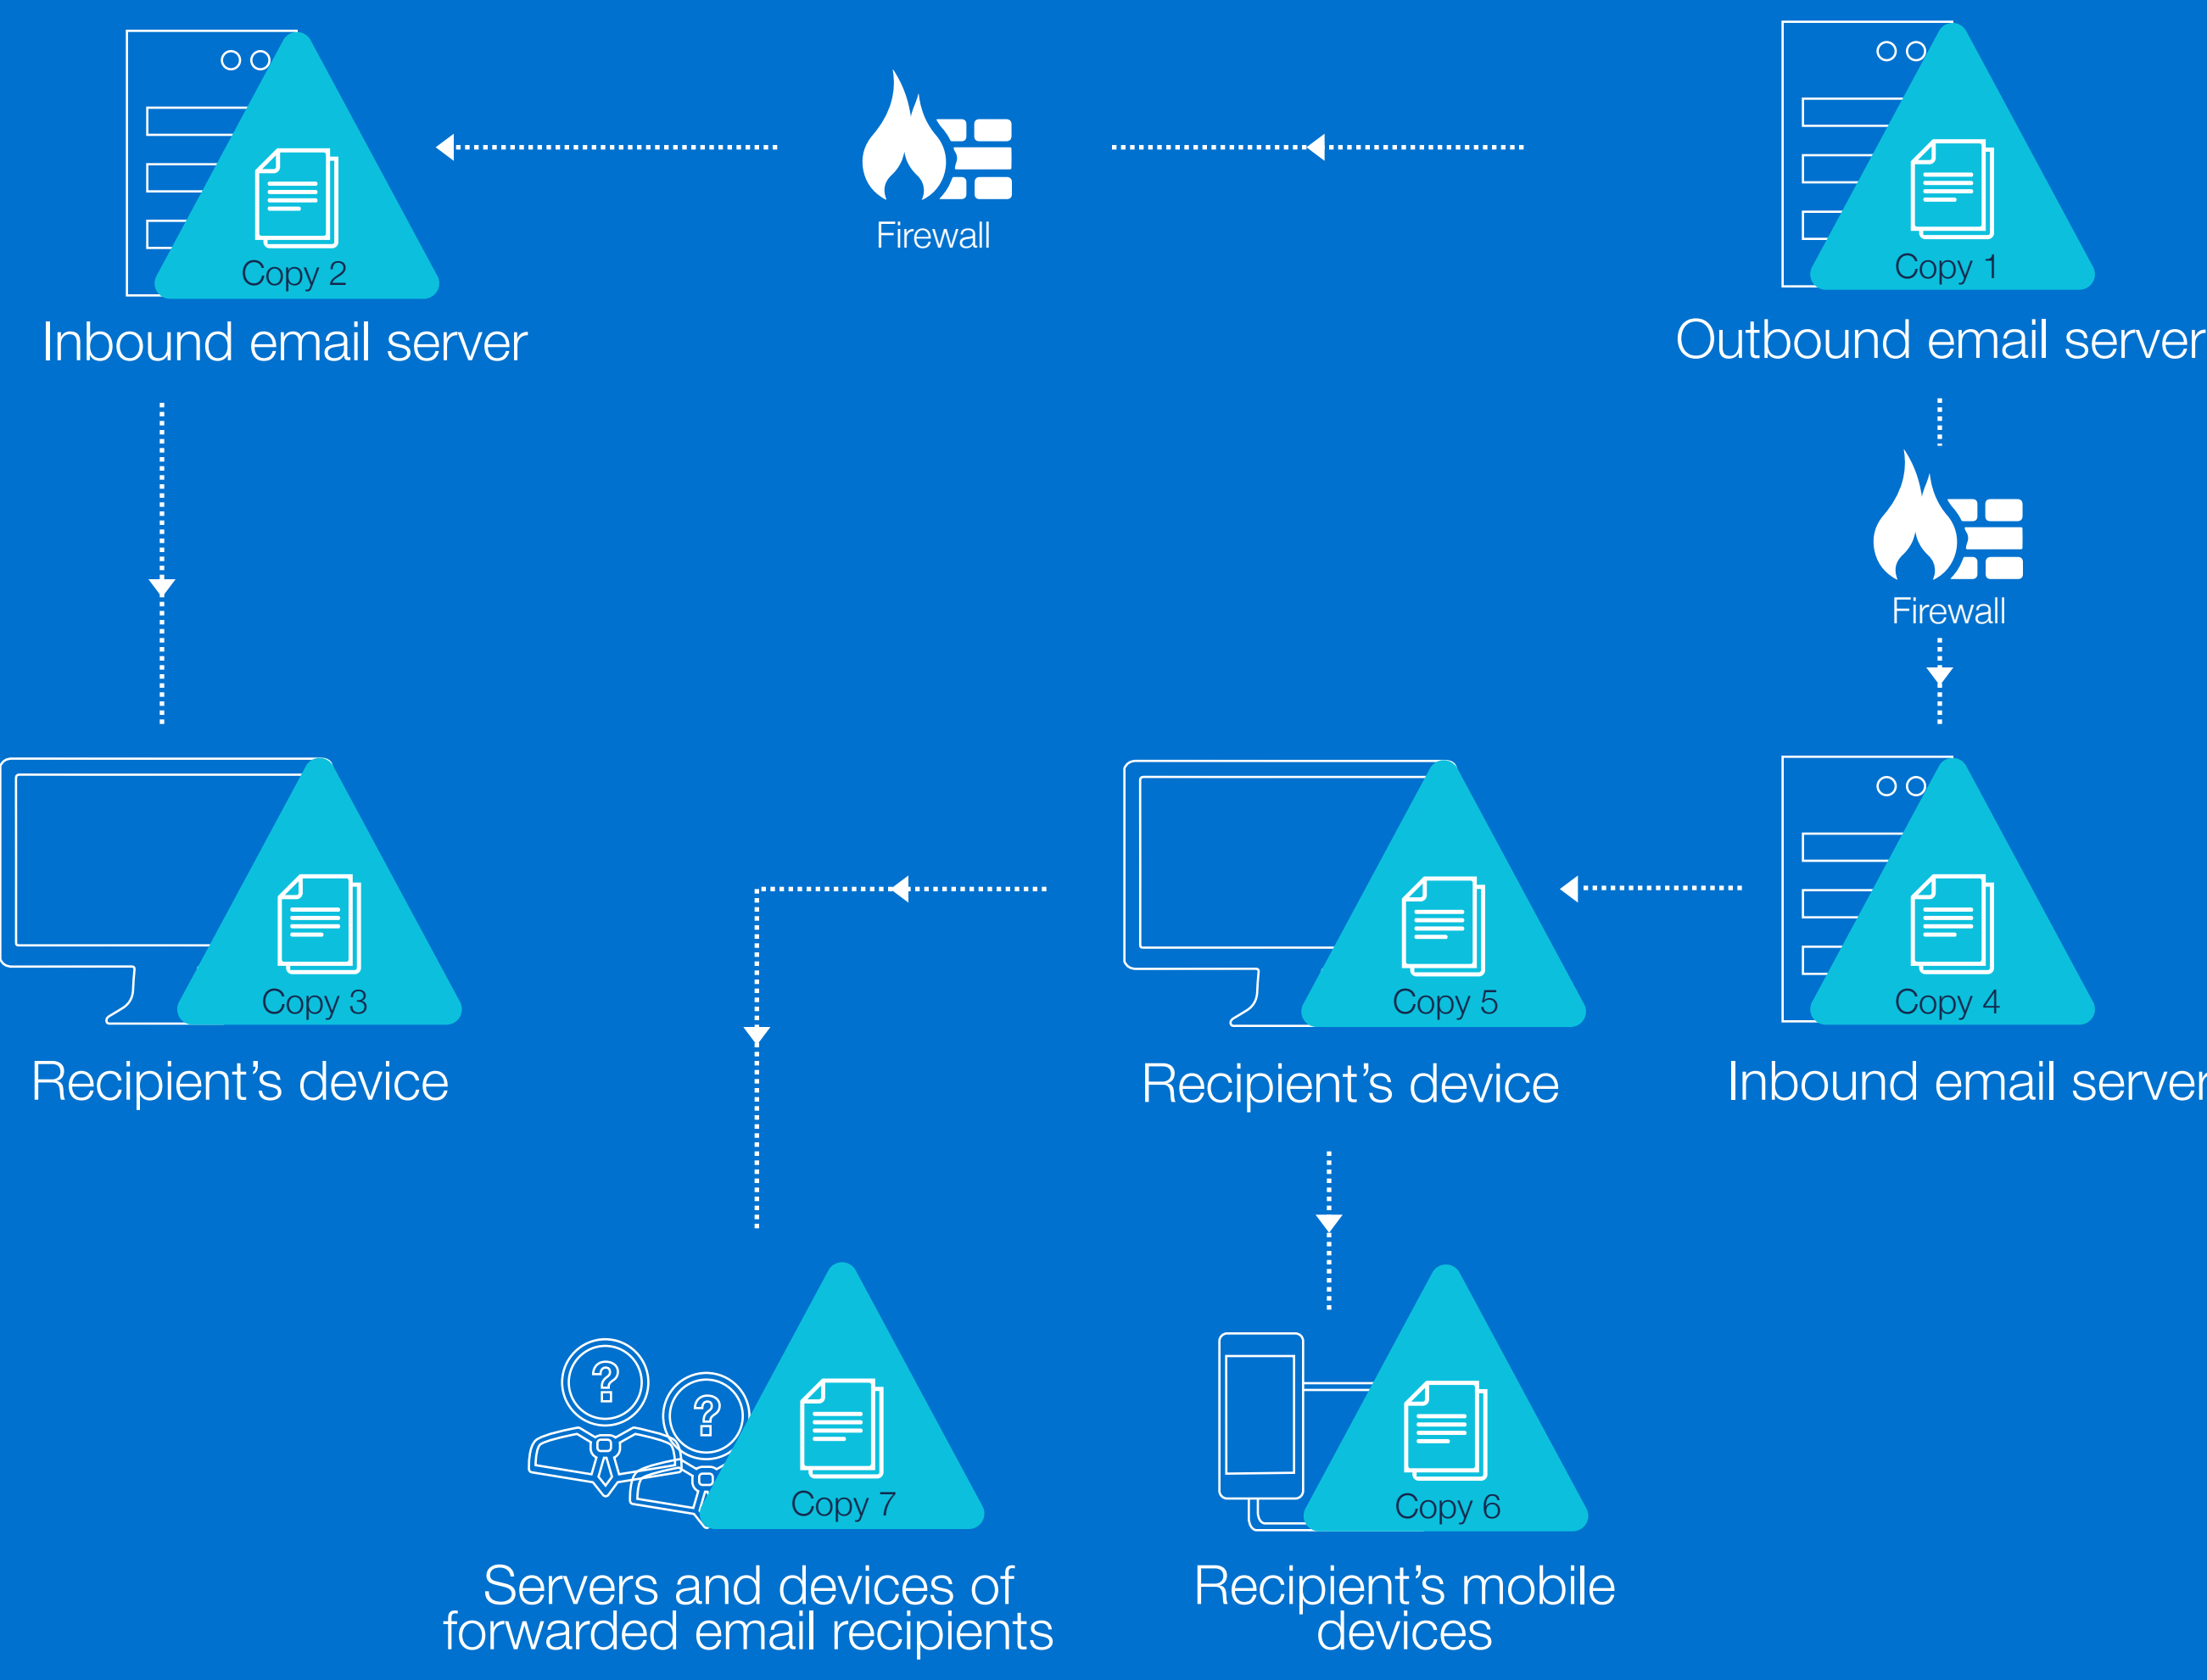 Copy 2
Inbound email server
Firewall
Copy 1
Outbound email server
Firewall
Copy 3
Recipient’s device
Copy 5
Recipient’s device
Copy 4
Inbound email server
Copy 7
Servers and devices of
forwarded email recipients
Copy 6
Recipient’s mobile
devices